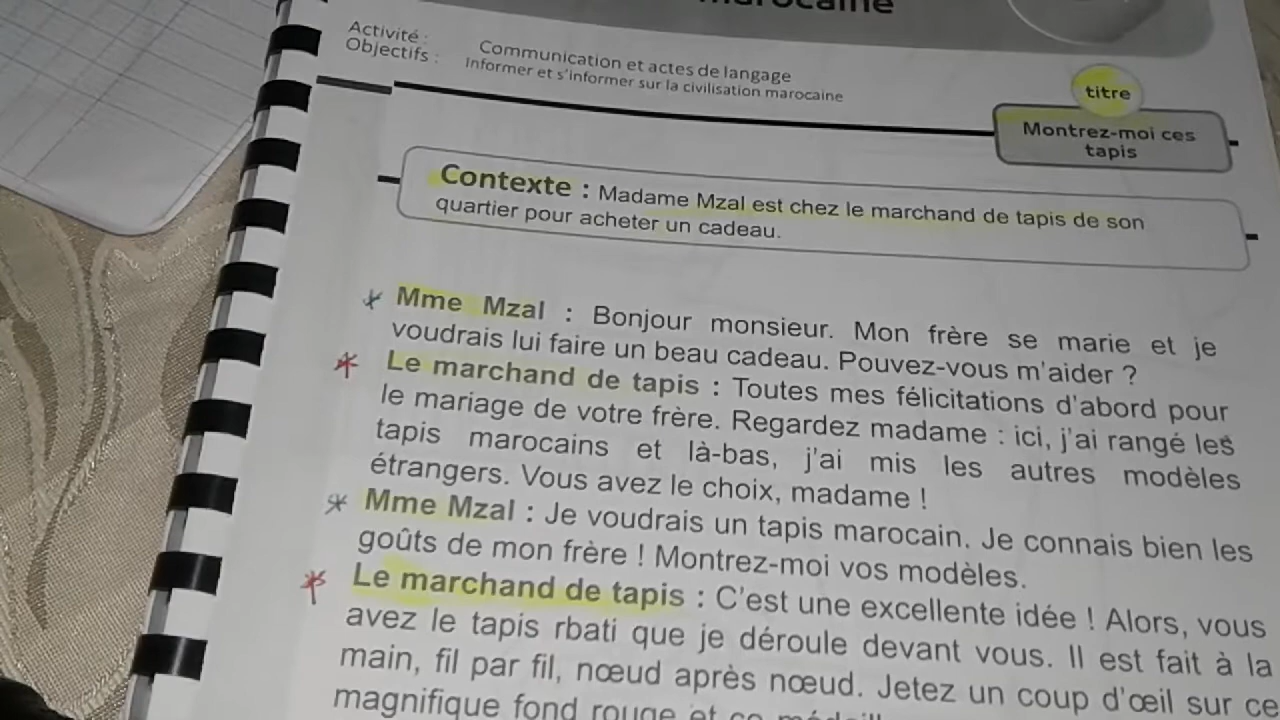 marocaine
Activité :
Communication et actes de langage
Objectifs :
Informer et s'informer sur la civilisation marocaine
titre
Montrez-moi ces
tapis
Contexte : Madame Mzal est chez le marchand de tapis de son
quartier pour acheter un cadeau.
Mme Mzal : Bonjour monsieur. Mon frère se marie et je
voudrais lui faire un beau cadeau. Pouvez-vous m'aider ?
Le marchand de tapis : Toutes mes félicitations d'abord pour
le mariage de votre frère. Regardez madame : ici, j'ai rangé les
tapis marocains et là-bas, j'ai mis les autres modèles
étrangers. Vous avez le choix, madame !
Mme Mzal : Je voudrais un tapis marocain. Je connais bien les
goûts de mon frère ! Montrez-moi vos modèles.
Le marchand de tapis : C'est une excellente idée ! Alors, vous
avez le tapis rbati que je déroule devant vous. Il est fait à la
main, fil par fil, nœud après nœud. Jetez un coup d'œil sur ce
magnifique fond rouge et ce